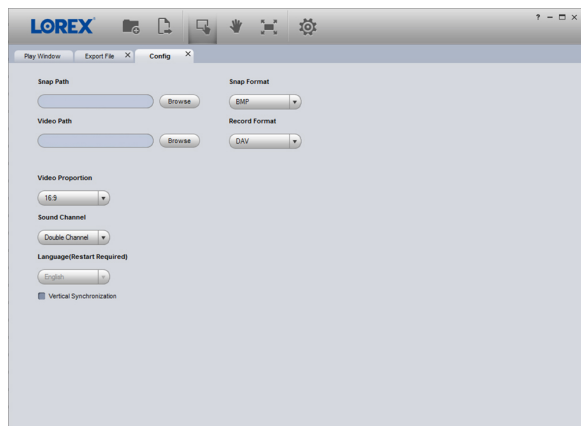 LOREX
?
Play Window Export File X Config X
Snap Path Snap Format
Browse BMP
Video Path Record Format
Browse DAV
Video Proportion
16:9
Sound Channel
Double Channel
Language(Restart Required)
English
Vertical Synchronization